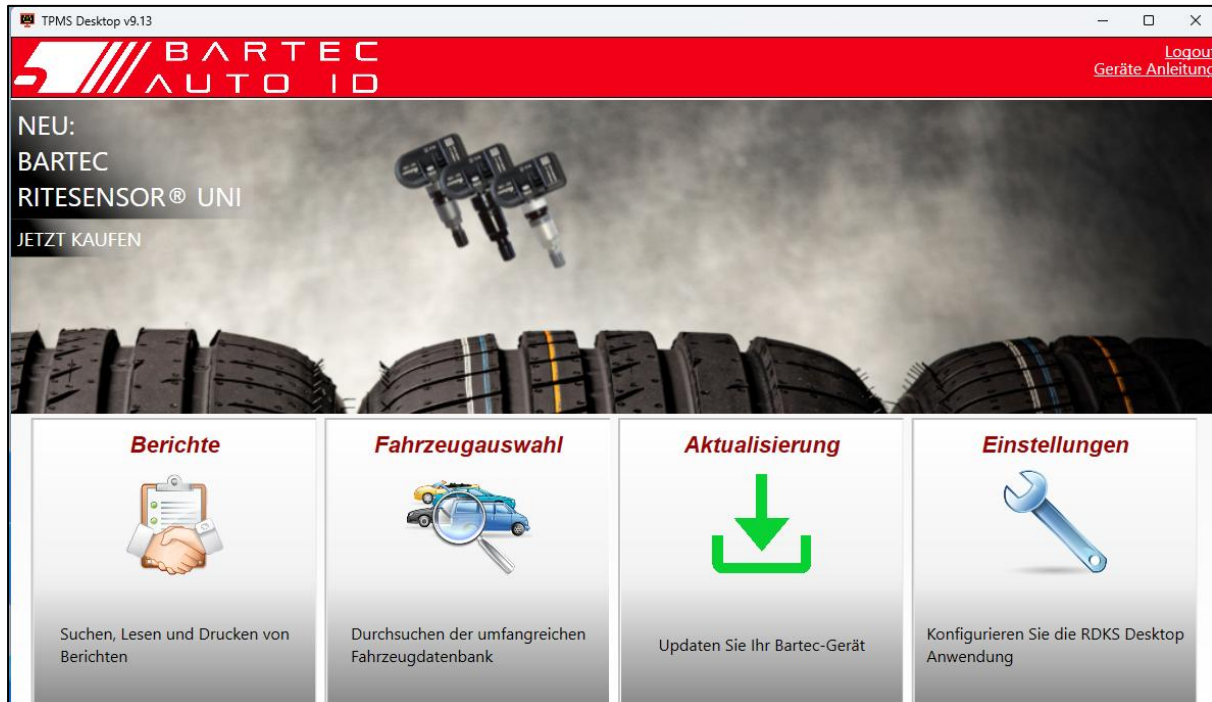 TPMS Desktop v9.13
BARTEC
AUTO ID
Logout
Geräte Anleitung
NEU:
BARTEC
RITESENSOR® UNI
JETZT KAUFEN
Berichte
Fahrzeugauswahl
Aktualisierung
Einstellungen
Suchen, Lesen und Drucken von
Berichten
Durchsuchen der umfangreichen
Fahrzeugdatenbank
Updaten Sie Ihr Bartec-Gerät
Konfigurieren Sie die RDKS Desktop
Anwendung